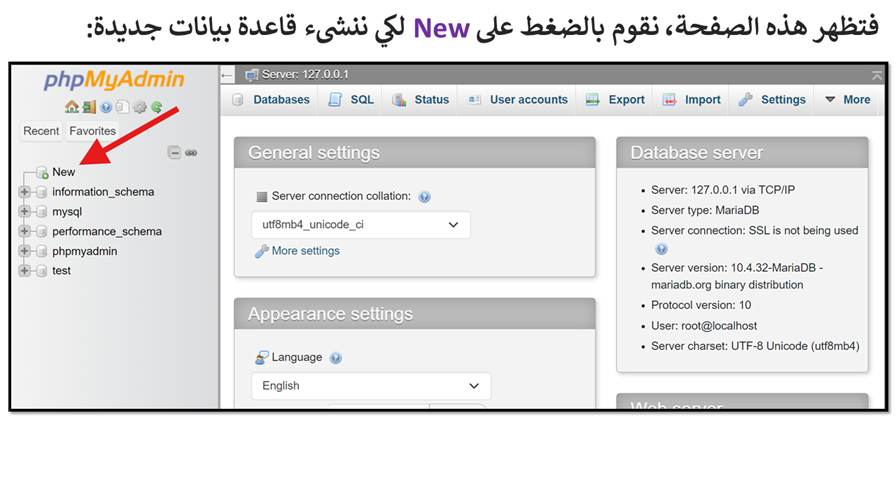 فتظهر هذه الصفحة، نقوم بالضغط على New لكي ننشىء قاعدة بيانات جديدة:
phpMyAdmin
Recent Favorites
New
information_schema
mysql
performance_schema
phpmyadmin
test
Server: 127.0.0.1
Databases SQL Status User accounts Export Import Settings More
General settings
Server connection collation:
utf8mb4_unicode_ci
More settings
Appearance settings
Language
English
Database server
Server: 127.0.0.1 via TCP/IP
Server type: MariaDB
Server connection: SSL is not being used
Server version: 10.4.32-MariaDB -
mariadb.org binary distribution
Protocol version: 10
User: root@localhost
Server charset: UTF-8 Unicode (utf8mb4)
Web server